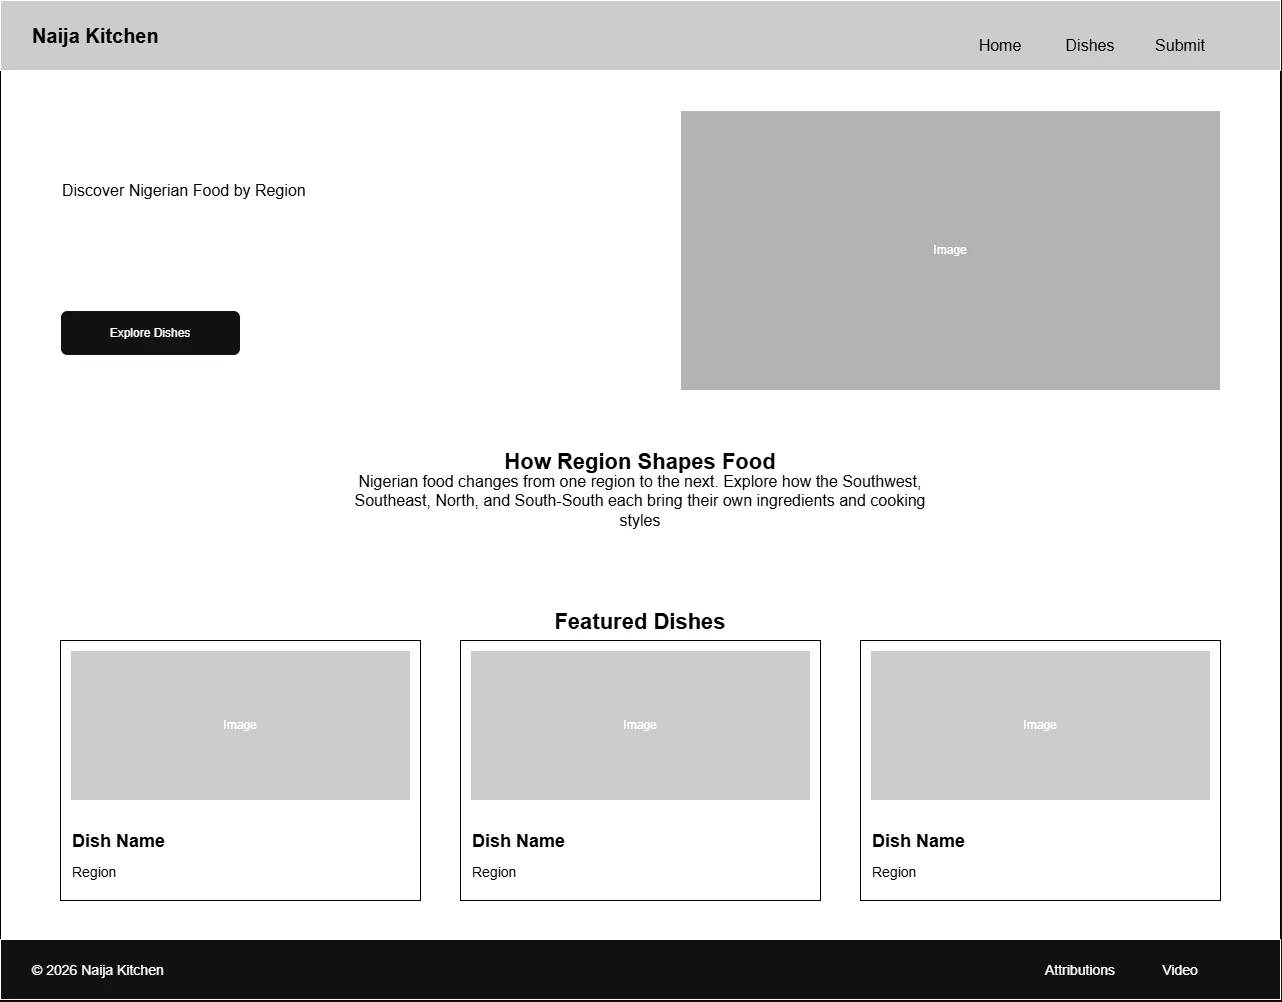 Naija Kitchen
Home Dishes Submit
Discover Nigerian Food by Region
Image
Explore Dishes
How Region Shapes Food
Nigerian food changes from one region to the next. Explore how the Southwest,
Southeast, North, and South-South each bring their own ingredients and cooking
styles
Featured Dishes
Image
Dish Name
Region
Image
Dish Name
Region
Image
Dish Name
Region
© 2026 Naija Kitchen
Attributions Video